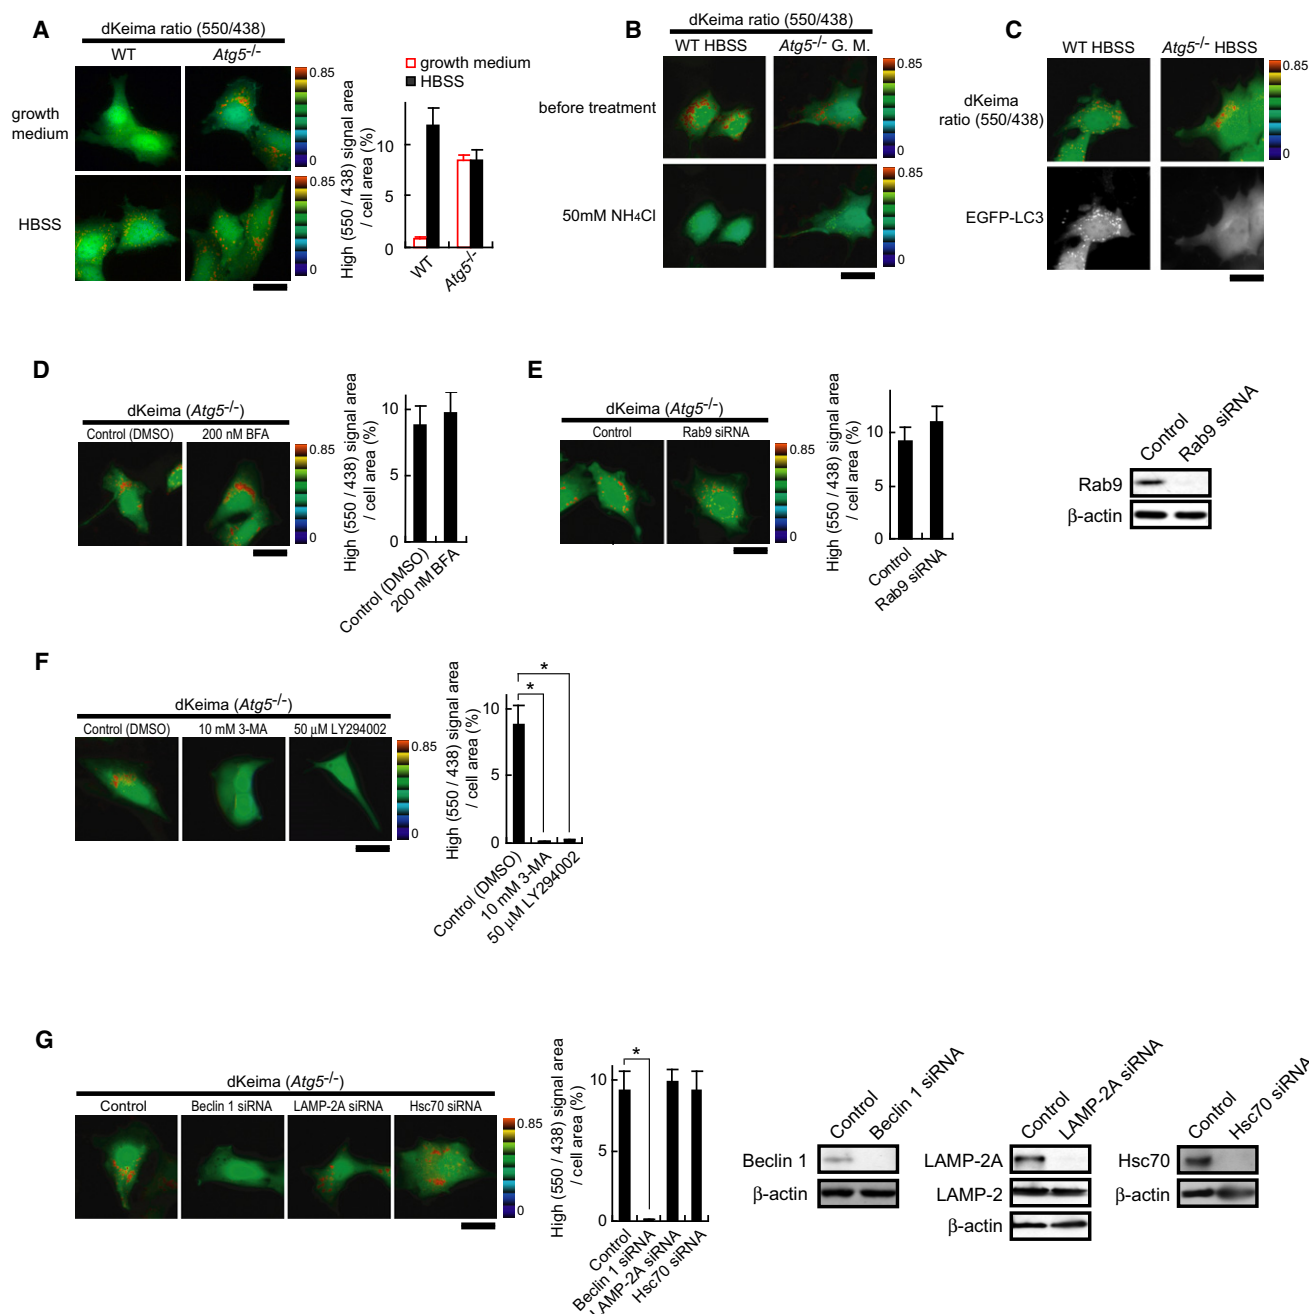 A
dKeima ratio (550/438)
WT
Atg5-/-
growth medium
HBSS
0.85
0
0.85
0
growth medium
HBSS
High (550 / 438) signal area / cell area (%)
10
5
0
WT
Atg5-/-
B
dKeima ratio (550/438)
WT HBSS
Atg5-/- G. M.
before treatment
50mM NH4Cl
0.85
0
0.85
0
C
WT HBSS
Atg5-/- HBSS
dKeima ratio (550/438)
EGFP-LC3
0.85
0
D
dKeima (Atg5-/-)
Control (DMSO)
200 nM BFA
0.85
0
High (550 / 438) signal area / cell area (%)
10
5
0
Control (DMSO)
200 nM BFA
E
dKeima (Atg5-/-)
Control
Rab9 siRNA
0.85
0
High (550 / 438) signal area / cell area (%)
10
5
0
Control
Rab9 siRNA
Control
Rab9 siRNA
Rab9
β-actin
F
dKeima (Atg5-/-)
Control (DMSO)
10 mM 3-MA
50 μM LY294002
0.85
0
High (550 / 438) signal area / cell area (%)
10
5
0
*
*
Control (DMSO)
10 mM 3-MA
50 μM LY294002
G
dKeima (Atg5-/-)
Control
Beclin 1 siRNA
LAMP-2A siRNA
Hsc70 siRNA
0.85
0
High (550 / 438) signal area / cell area (%)
10
5
0
*
Control
Beclin 1 siRNA
LAMP-2A siRNA
Hsc70 siRNA
Control
Beclin 1 siRNA
Beclin 1
β-actin
Control
LAMP-2A siRNA
LAMP-2A
LAMP-2
β-actin
Control
Hsc70 siRNA
Hsc70
β-actin